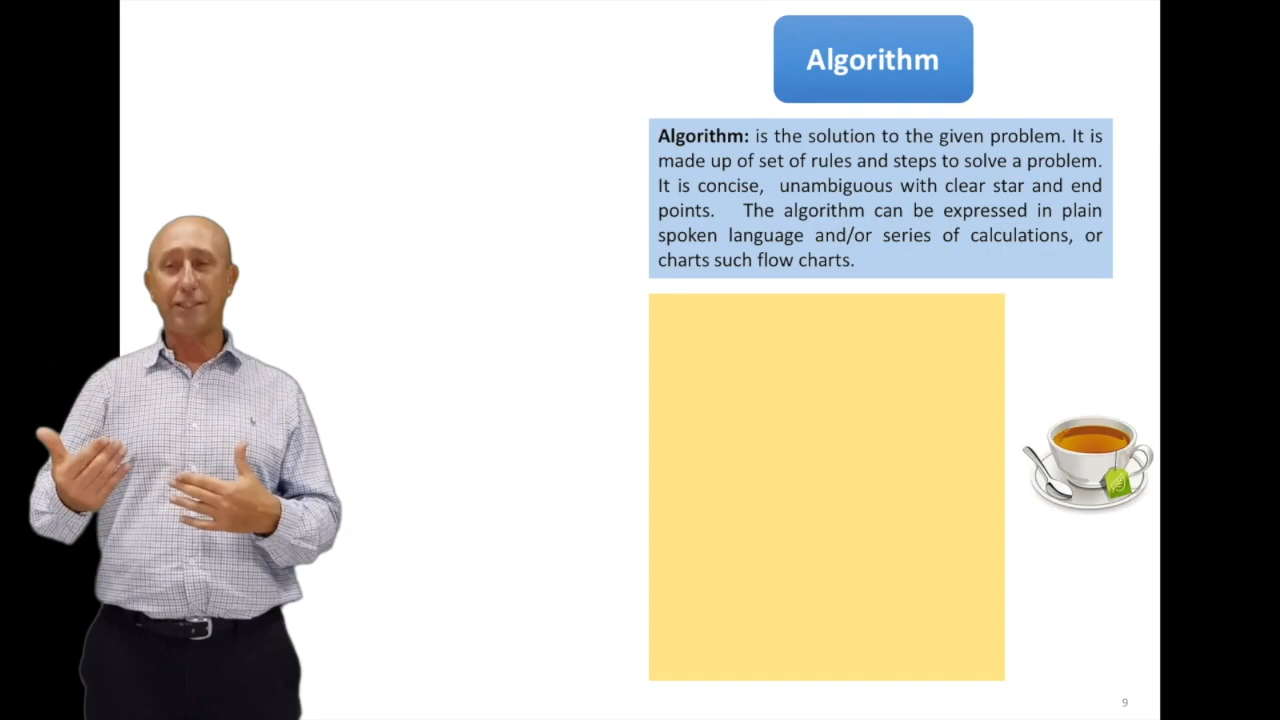 Algorithm
Algorithm: is the solution to the given problem. It is
made up of set of rules and steps to solve a problem.
It is concise, unambiguous with clear star and end
points. The algorithm can be expressed in plain
spoken language and/or series of calculations, or
charts such flow charts.
9